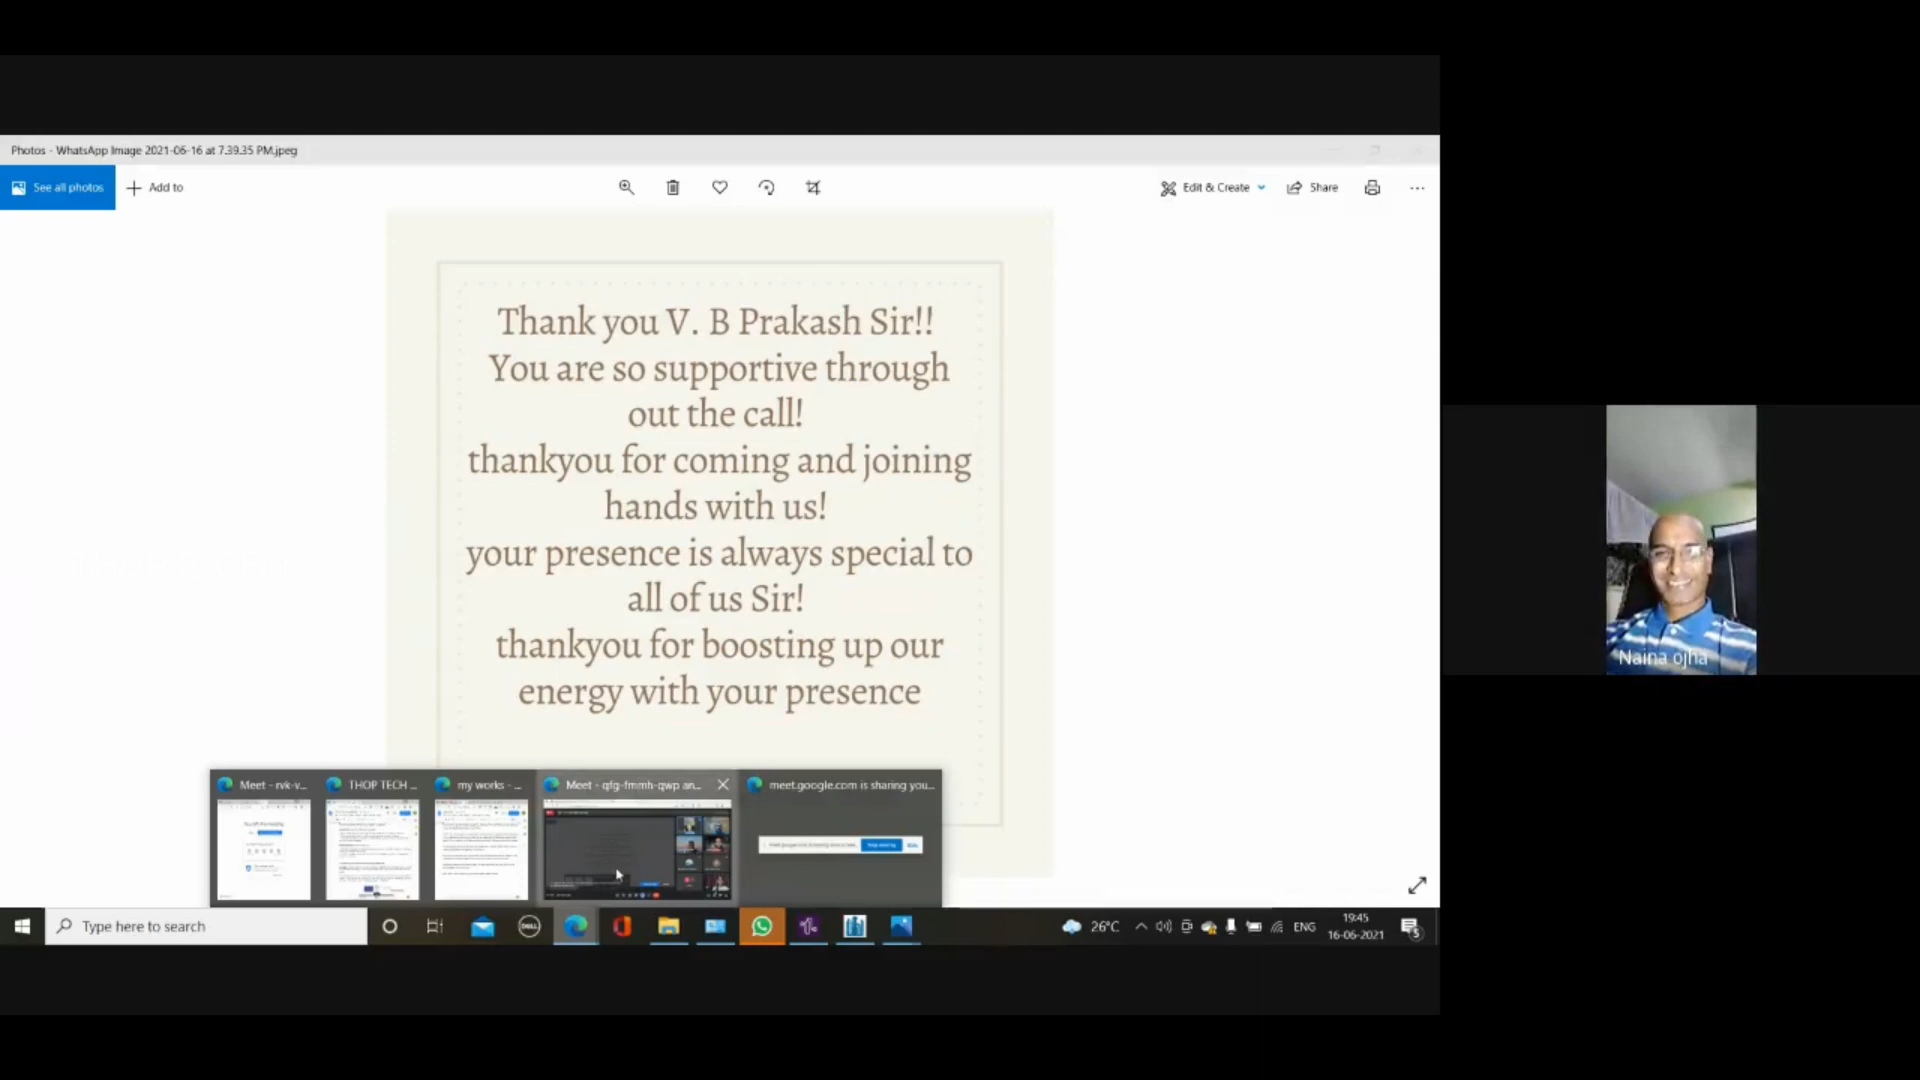 Photos - WhatsApp Image 2021-06-16 at 7.39.35 PM.jpeg
See all photos
Add to
Edit & Create
Share
Thank you V. B Prakash Sir!!
You are so supportive through
out the call!
thankyou for coming and joining
hands with us!
your presence is always special to
all of us Sir!
thankyou for boosting up our
energy with your presence
Naina ojha
Meet - rvk-v...
THOP TECH ...
my works - ...
Meet - qfg-fmmh-qwp an...
meet.google.com is sharing you...
Type here to search
DELL
26°C
ENG
19:45
16-06-2021
5